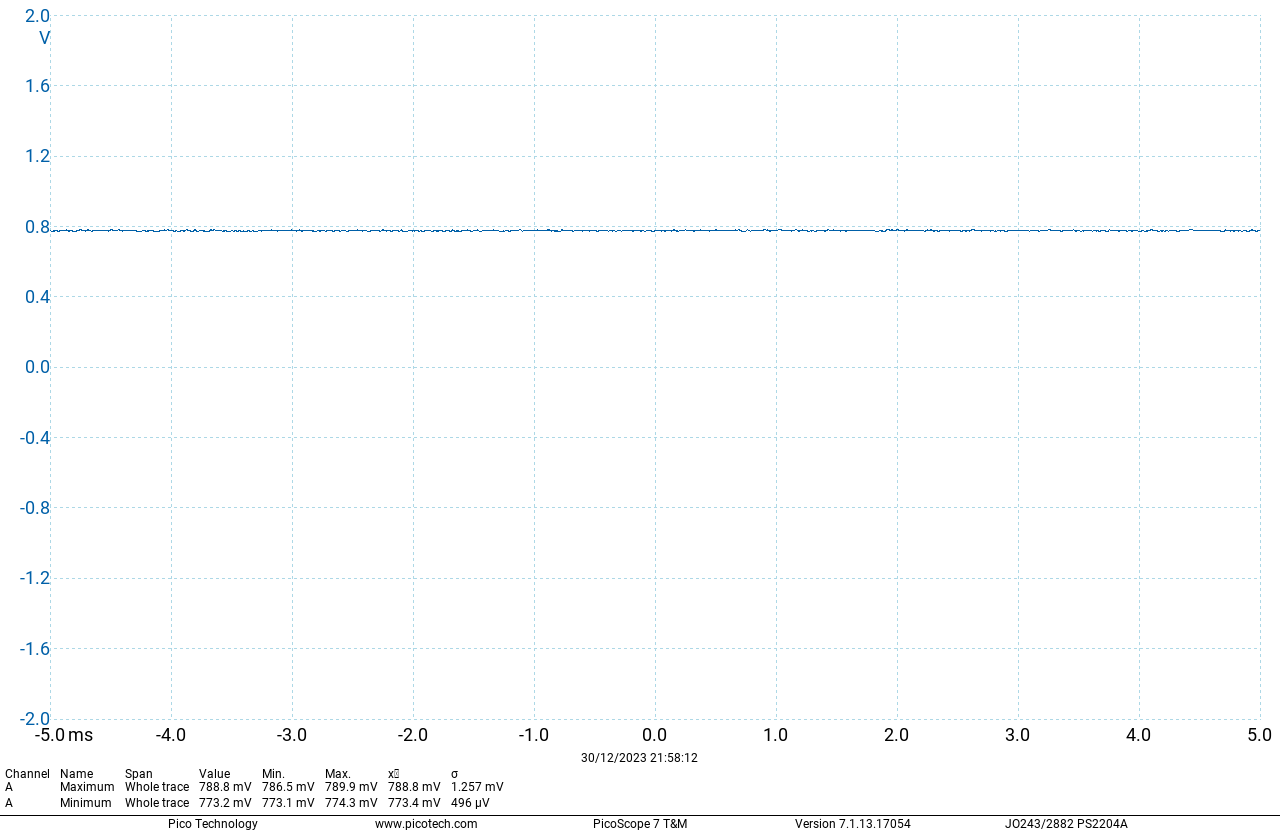 2.0
V
1.6
1.2
0.8
0.4
0.0
-0.4
-0.8
-1.2
-1.6
-2.0
-5.0 ms -4.0 -3.0 -2.0 -1.0 0.0 1.0 2.0 3.0 4.0 5.0
30/12/2023 21:58:12
Channel Name Span Value Min. Max. x̄ σ
A Maximum Whole trace 788.8 mV 786.5 mV 789.9 mV 788.8 mV 1.257 mV
A Minimum Whole trace 773.2 mV 773.1 mV 774.3 mV 773.4 mV 496 µV
Pico Technology www.picotech.com PicoScope 7 T&M Version 7.1.13.17054 JO243/2882 PS2204A